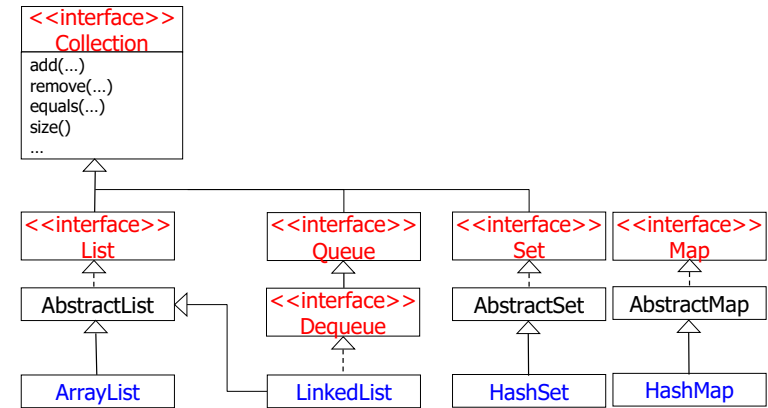 <<interface>>
Collection
add(...)
remove(...)
equals(...)
size()
...
<<interface>>
List
<<interface>>
Queue
<<interface>>
Set
<<interface>>
Map
AbstractList
<<interface>>
Dequeue
AbstractSet
AbstractMap
ArrayList
LinkedList
HashSet
HashMap